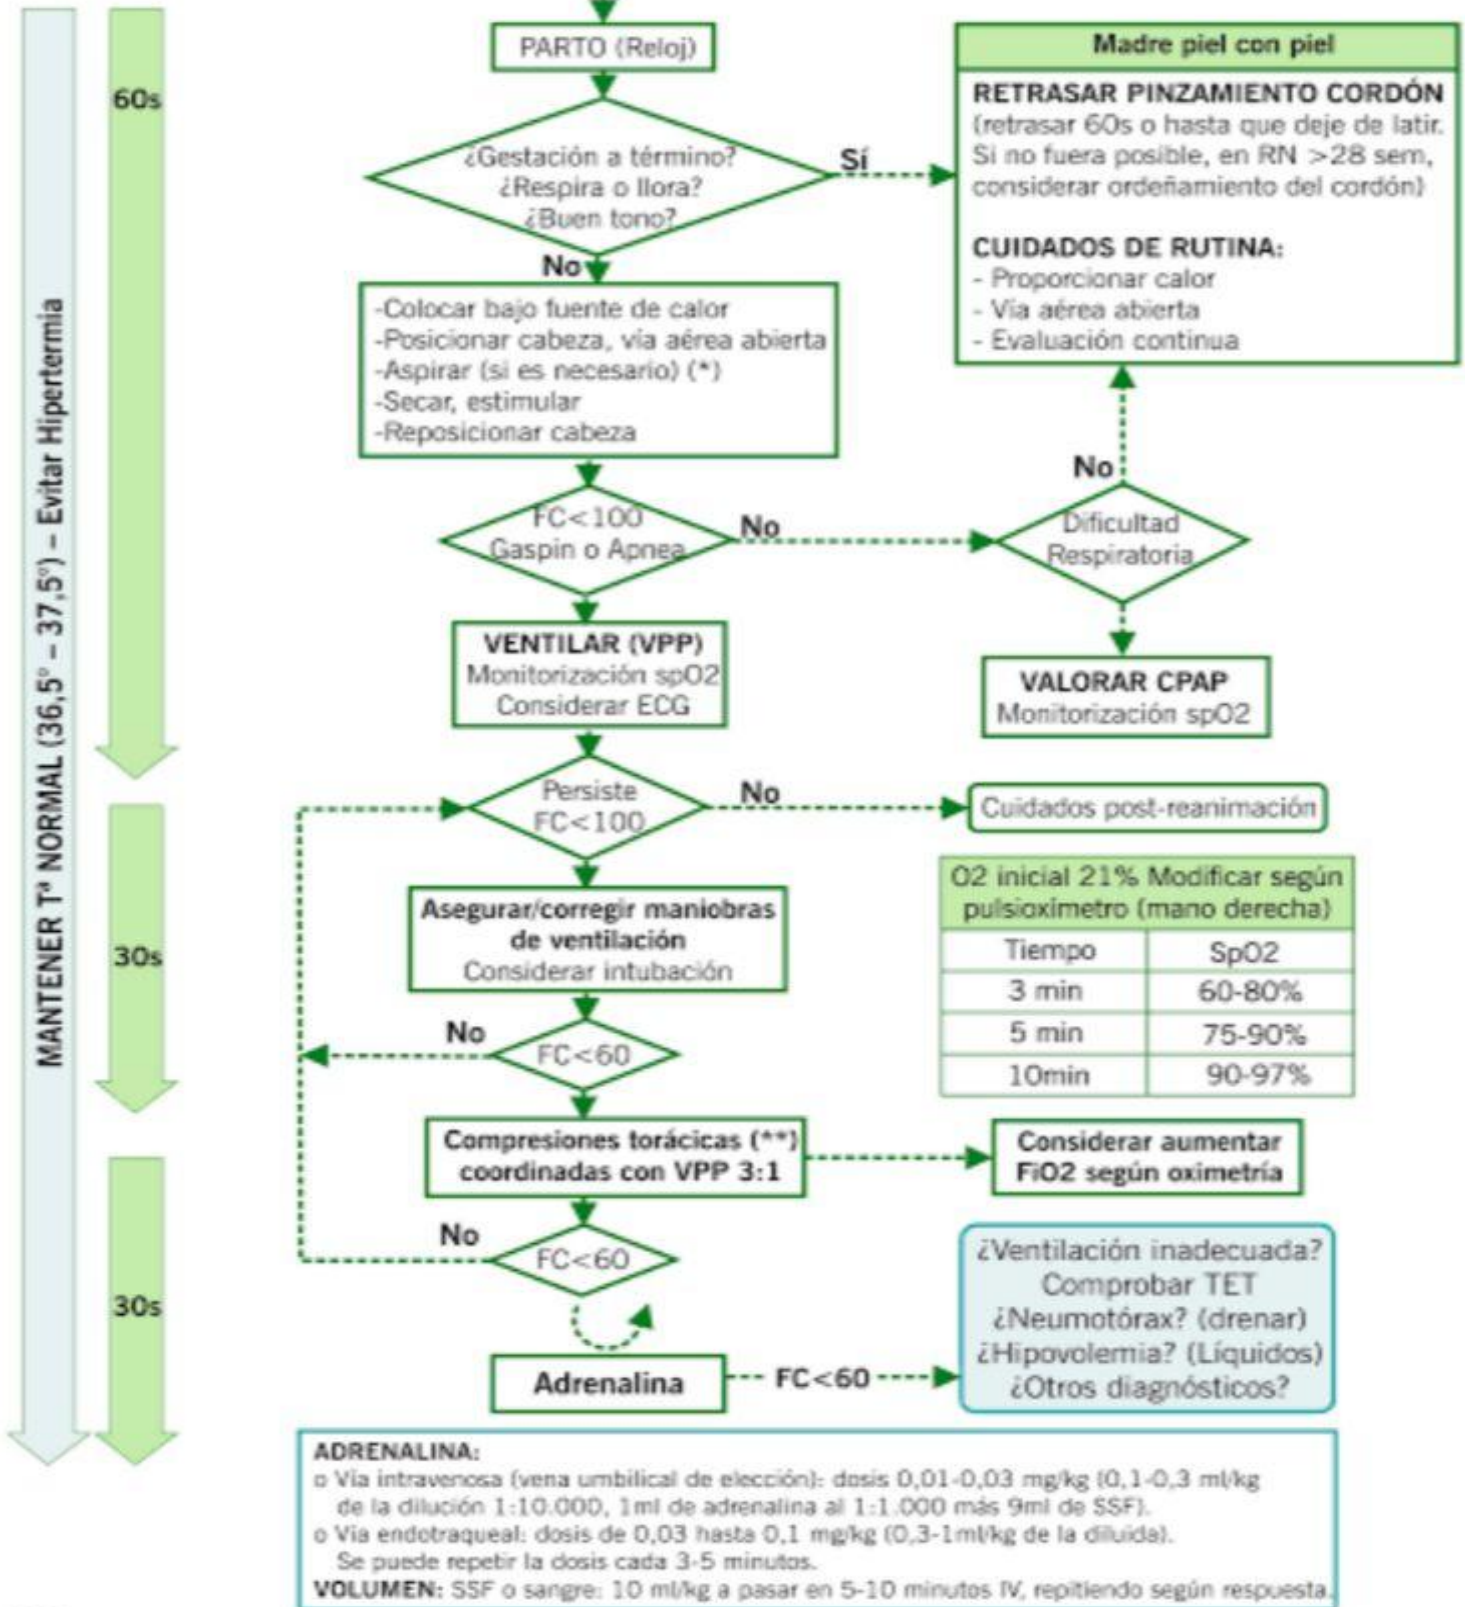 PARTO (Reloj)
Madre piel con piel
RETRASAR PINZAMIENTO CORDÓN
(retrasar 60s o hasta que deje de latir.
Si no fuera posible, en RN >28 sem,
considerar ordeñamiento del cordón)
CUIDADOS DE RUTINA:
- Proporcionar calor
- Vía aérea abierta
- Evaluación continua
60s
¿Gestación a término?
¿Respira o llora?
¿Buen tono?
Sí
No
-Colocar bajo fuente de calor
-Posicionar cabeza, vía aérea abierta
-Aspirar (si es necesario) (*)
-Secar, estimular
-Reposicionar cabeza
MANTENER Tª NORMAL (36,5º – 37,5º) – Evitar Hipertermia
FC<100
Gaspin o Apnea
No
No
Dificultad
Respiratoria
VENTILAR (VPP)
Monitorización spO2
Considerar ECG
VALORAR CPAP
Monitorización spO2
Persiste
FC<100
No
Cuidados post-reanimación
30s
Asegurar/corregir maniobras
de ventilación
Considerar intubación
O2 inicial 21% Modificar según
pulsioxímetro (mano derecha)
Tiempo SpO2
3 min 60-80%
5 min 75-90%
10min 90-97%
No
FC<60
Compresiones torácicas (**)
coordinadas con VPP 3:1
Considerar aumentar
FiO2 según oximetría
30s
No
FC<60
¿Ventilación inadecuada?
Comprobar TET
¿Neumotórax? (drenar)
¿Hipovolemia? (Líquidos)
¿Otros diagnósticos?
Adrenalina
FC<60
ADRENALINA:
o Vía intravenosa (vena umbilical de elección): dosis 0,01-0,03 mg/kg (0,1-0,3 ml/kg
de la dilución 1:10.000, 1ml de adrenalina al 1:1.000 más 9ml de SSF).
o Vía endotraqueal: dosis de 0,03 hasta 0,1 mg/kg (0,3-1ml/kg de la diluida).
Se puede repetir la dosis cada 3-5 minutos.
VOLUMEN: SSF o sangre: 10 ml/kg a pasar en 5-10 minutos IV, repitiendo según respuesta.